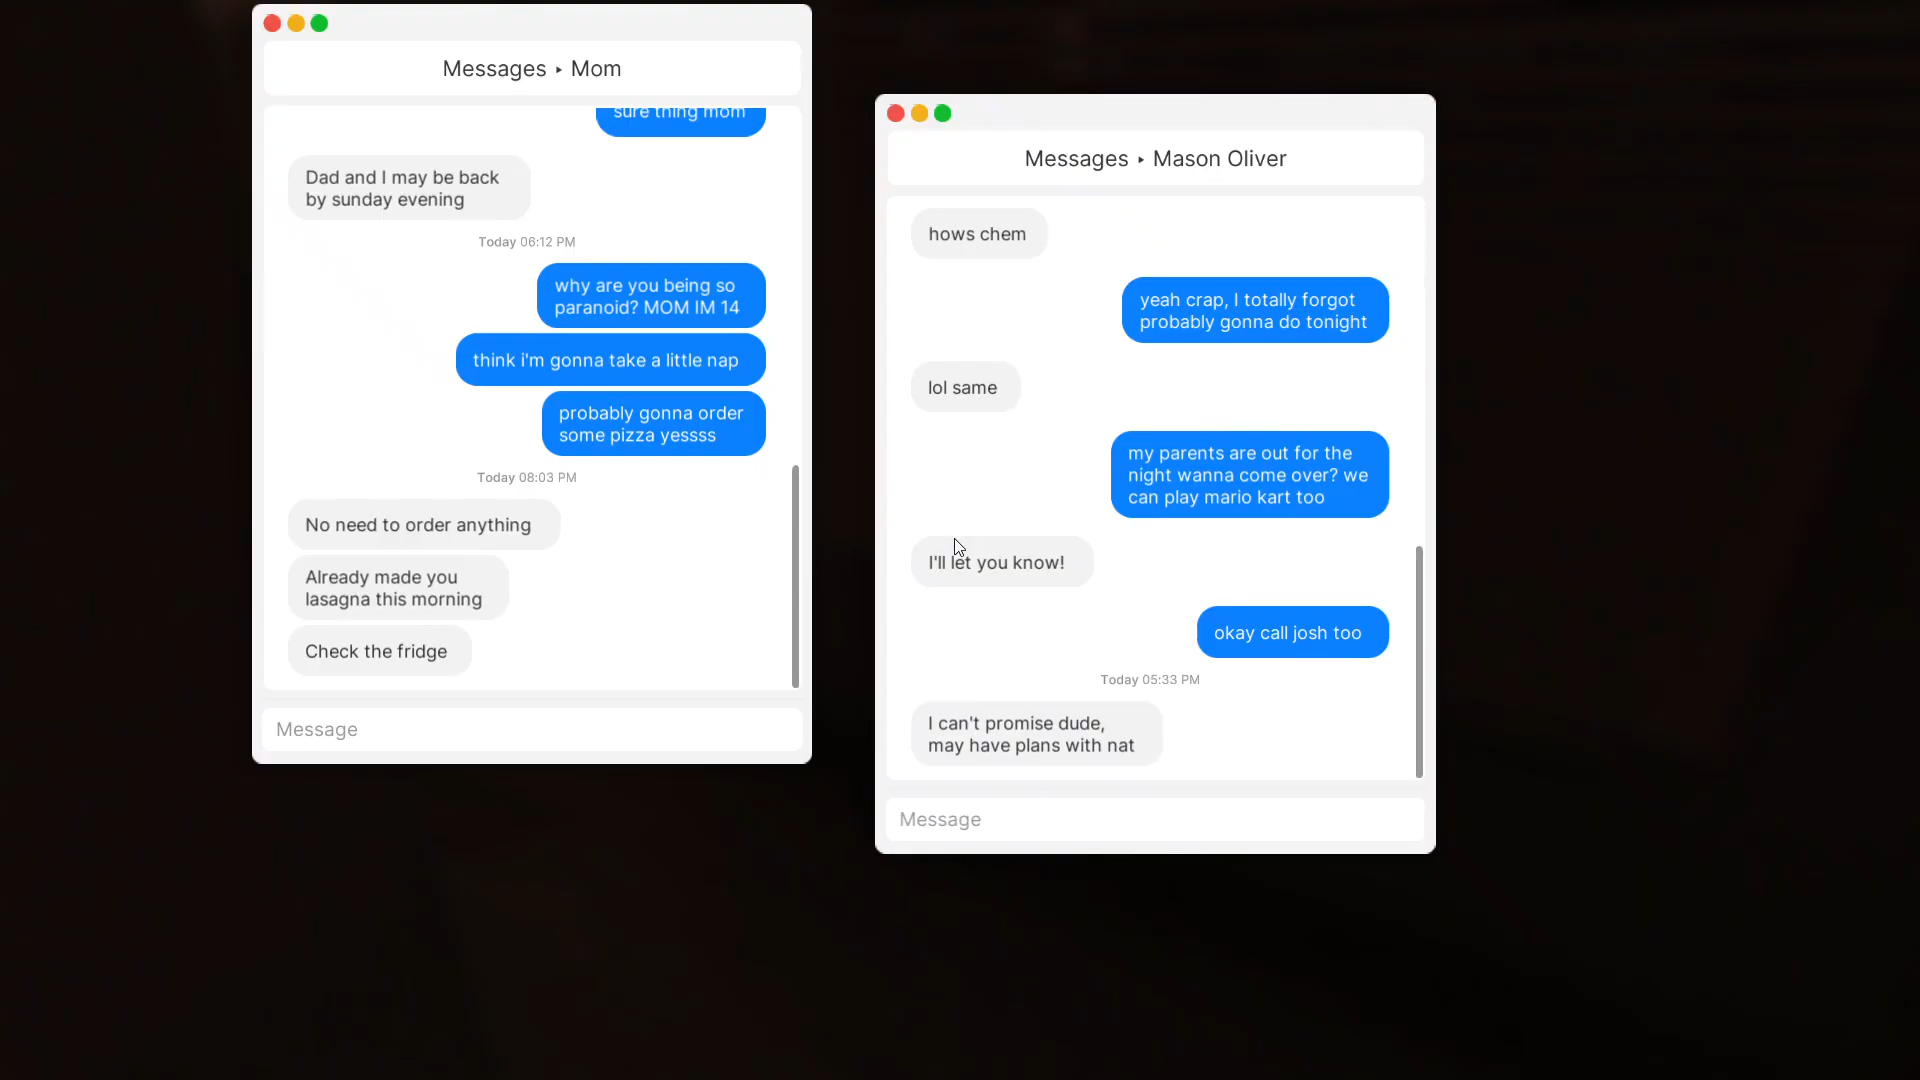 Messages ‣ Mom
sure thing mom
Dad and I may be back
by sunday evening
Today 06:12 PM
why are you being so
paranoid? MOM IM 14
think i'm gonna take a little nap
probably gonna order
some pizza yessss
Today 08:03 PM
No need to order anything
Already made you
lasagna this morning
Check the fridge
Message
Messages ‣ Mason Oliver
hows chem
yeah crap, I totally forgot
probably gonna do tonight
lol same
my parents are out for the
night wanna come over? we
can play mario kart too
I'll let you know!
okay call josh too
Today 05:33 PM
I can't promise dude,
may have plans with nat
Message